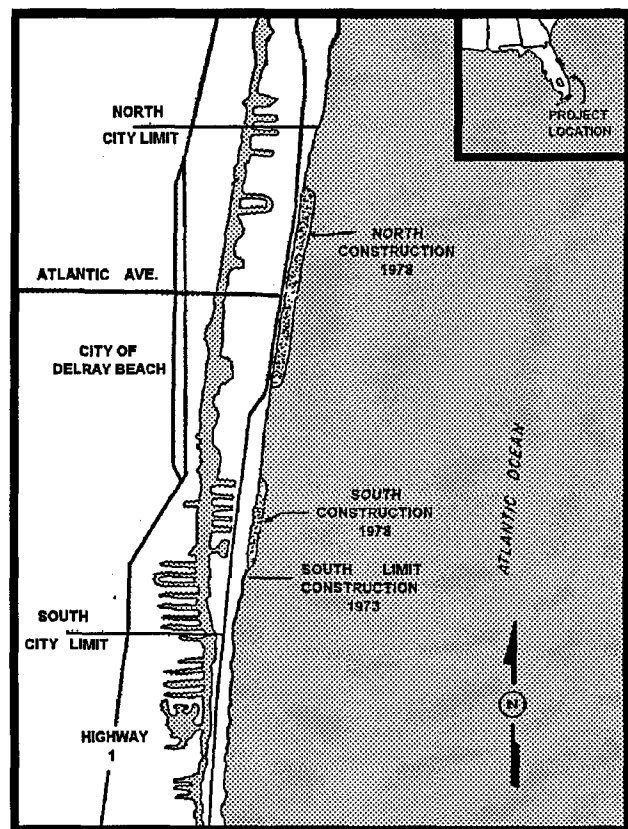 PROJECT
LOCATION
NORTH
CITY LIMIT
NORTH
CONSTRUCTION
1978
ATLANTIC AVE.
CITY OF
DELRAY BEACH
ATLANTIC OCEAN
SOUTH
CONSTRUCTION
1978
SOUTH LIMIT
CONSTRUCTION
1973
SOUTH
CITY LIMIT
N
HIGHWAY
1